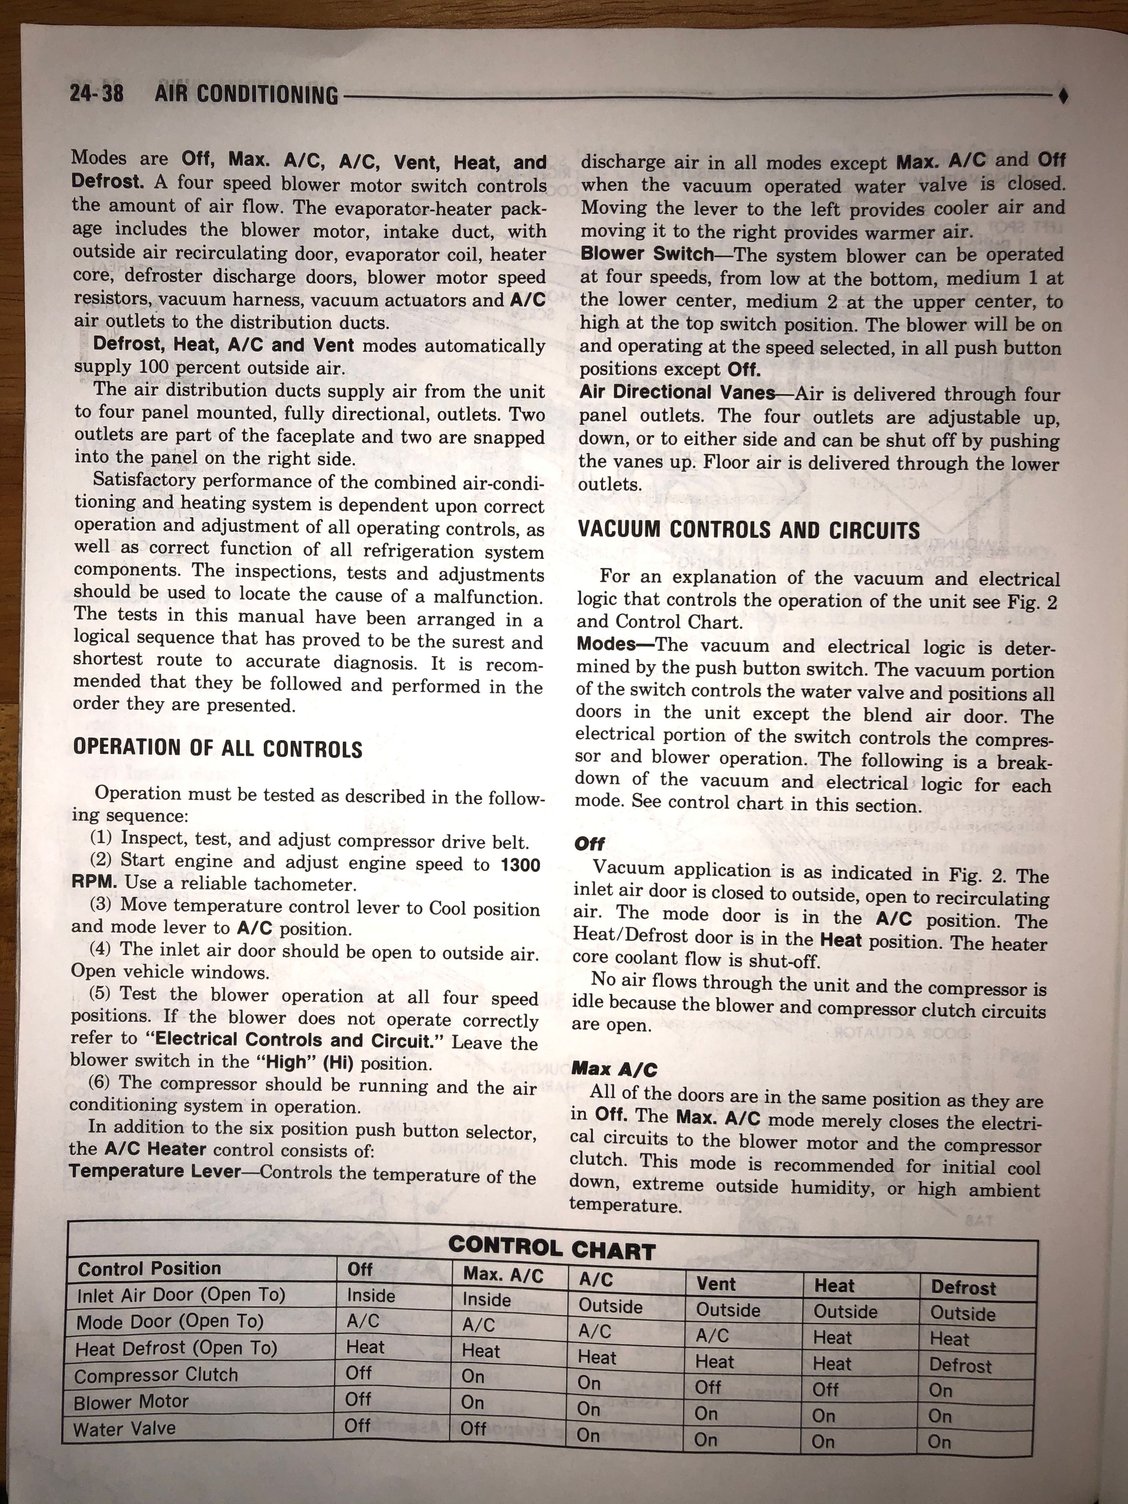 24-38 AIR CONDITIONING
Modes are Off, Max. A/C, A/C, Vent, Heat, and
Defrost. A four speed blower motor switch controls
the amount of air flow. The evaporator-heater pack-
age includes the blower motor, intake duct, with
outside air recirculating door, evaporator coil, heater
core, defroster discharge doors, blower motor speed
resistors, vacuum harness, vacuum actuators and A/C
air outlets to the distribution ducts.
Defrost, Heat, A/C and Vent modes automatically
supply 100 percent outside air.
The air distribution ducts supply air from the unit
to four panel mounted, fully directional, outlets. Two
outlets are part of the faceplate and two are snapped
into the panel on the right side.
Satisfactory performance of the combined air-condi-
tioning and heating system is dependent upon correct
operation and adjustment of all operating controls, as
well as correct function of all refrigeration system
components. The inspections, tests and adjustments
should be used to locate the cause of a malfunction.
The tests in this manual have been arranged in a
logical sequence that has proved to be the surest and
shortest route to accurate diagnosis. It is recom-
mended that they be followed and performed in the
order they are presented.
OPERATION OF ALL CONTROLS
Operation must be tested as described in the follow-
ing sequence:
(1) Inspect, test, and adjust compressor drive belt.
(2) Start engine and adjust engine speed to 1300
RPM. Use a reliable tachometer.
(3) Move temperature control lever to Cool position
and mode lever to A/C position.
(4) The inlet air door should be open to outside air.
Open vehicle windows.
(5) Test the blower operation at all four speed
positions. If the blower does not operate correctly
refer to "Electrical Controls and Circuit." Leave the
blower switch in the "High" (Hi) position.
(6) The compressor should be running and the air
conditioning system in operation.
In addition to the six position push button selector,
the A/C Heater control consists of:
Temperature Lever—Controls the temperature of the
discharge air in all modes except Max. A/C and Off
when the vacuum operated water valve is closed.
Moving the lever to the left provides cooler air and
moving it to the right provides warmer air.
Blower Switch—The system blower can be operated
at four speeds, from low at the bottom, medium 1 at
the lower center, medium 2 at the upper center, to
high at the top switch position. The blower will be on
and operating at the speed selected, in all push button
positions except Off.
Air Directional Vanes—Air is delivered through four
panel outlets. The four outlets are adjustable up,
down, or to either side and can be shut off by pushing
the vanes up. Floor air is delivered through the lower
outlets.
VACUUM CONTROLS AND CIRCUITS
For an explanation of the vacuum and electrical
logic that controls the operation of the unit see Fig. 2
and Control Chart.
Modes—The vacuum and electrical logic is deter-
mined by the push button switch. The vacuum portion
of the switch controls the water valve and positions all
doors in the unit except the blend air door. The
electrical portion of the switch controls the compres-
sor and blower operation. The following is a break-
down of the vacuum and electrical logic for each
mode. See control chart in this section.
Off
Vacuum application is as indicated in Fig. 2. The
inlet air door is closed to outside, open to recirculating
air. The mode door is in the A/C position. The
Heat/Defrost door is in the Heat position. The heater
core coolant flow is shut-off.
No air flows through the unit and the compressor is
idle because the blower and compressor clutch circuits
are open.
Max A/C
All of the doors are in the same position as they are
in Off. The Max. A/C mode merely closes the electri-
cal circuits to the blower motor and the compressor
clutch. This mode is recommended for initial cool
down, extreme outside humidity, or high ambient
temperature.
CONTROL CHART
Control Position Off Max. A/C A/C Vent Heat Defrost
Inlet Air Door (Open To) Inside Inside Outside Outside Outside Outside
Mode Door (Open To) A/C A/C A/C A/C Heat Heat
Heat Defrost (Open To) Heat Heat Heat Heat Heat Defrost
Compressor Clutch Off On On Off Off On
Blower Motor Off On On On On On
Water Valve Off Off On On On On